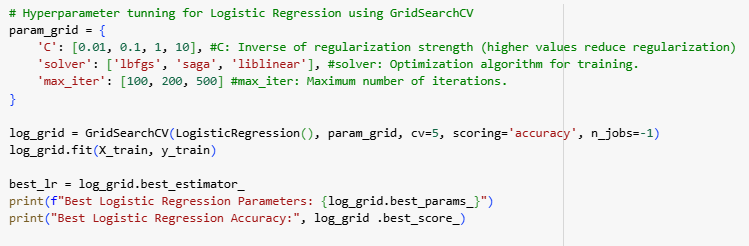 # Hyperparameter tunning for Logistic Regression using GridSearchCV
param_grid = {
    'C': [0.01, 0.1, 1, 10], #C: Inverse of regularization strength (higher values reduce regularization)
    'solver': ['lbfgs', 'saga', 'liblinear'], #solver: Optimization algorithm for training.
    'max_iter': [100, 200, 500] #max_iter: Maximum number of iterations.
}
log_grid = GridSearchCV(LogisticRegression(), param_grid, cv=5, scoring='accuracy', n_jobs=-1)
log_grid.fit(X_train, y_train)
best_lr = log_grid.best_estimator_
print(f"Best Logistic Regression Parameters: {log_grid.best_params_}")
print("Best Logistic Regression Accuracy:", log_grid .best_score_)